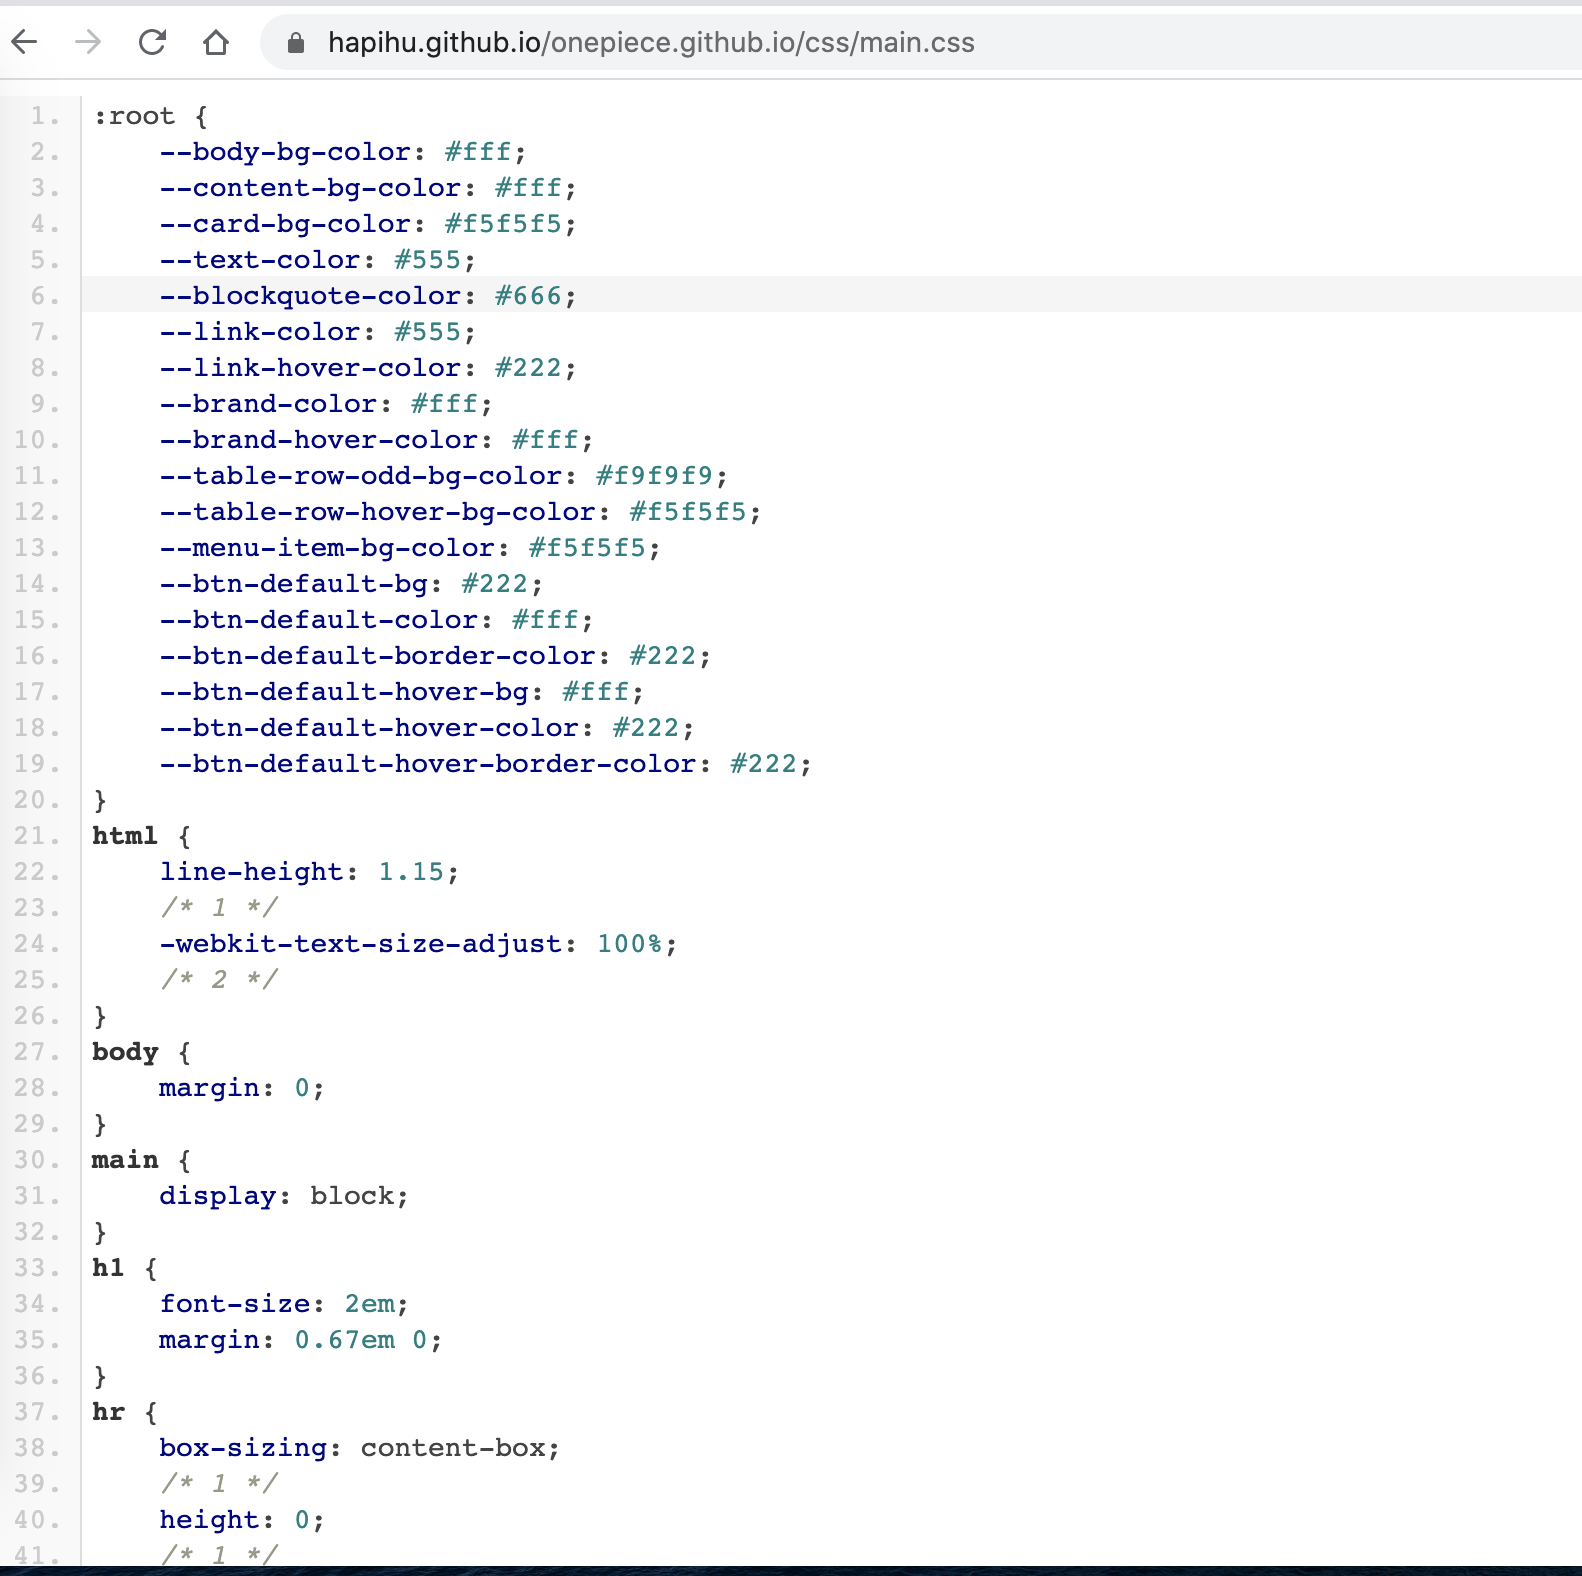 hapihu.github.io/onepiece.github.io/css/main.css
1. :root {
2.     --body-bg-color: #fff;
3.     --content-bg-color: #fff;
4.     --card-bg-color: #f5f5f5;
5.     --text-color: #555;
6.     --blockquote-color: #666;
7.     --link-color: #555;
8.     --link-hover-color: #222;
9.     --brand-color: #fff;
10.     --brand-hover-color: #fff;
11.     --table-row-odd-bg-color: #f9f9f9;
12.     --table-row-hover-bg-color: #f5f5f5;
13.     --menu-item-bg-color: #f5f5f5;
14.     --btn-default-bg: #222;
15.     --btn-default-color: #fff;
16.     --btn-default-border-color: #222;
17.     --btn-default-hover-bg: #fff;
18.     --btn-default-hover-color: #222;
19.     --btn-default-hover-border-color: #222;
20. }
21. html {
22.     line-height: 1.15;
23.     /* 1 */
24.     -webkit-text-size-adjust: 100%;
25.     /* 2 */
26. }
27. body {
28.     margin: 0;
29. }
30. main {
31.     display: block;
32. }
33. h1 {
34.     font-size: 2em;
35.     margin: 0.67em 0;
36. }
37. hr {
38.     box-sizing: content-box;
39.     /* 1 */
40.     height: 0;
41.     /* 1 */